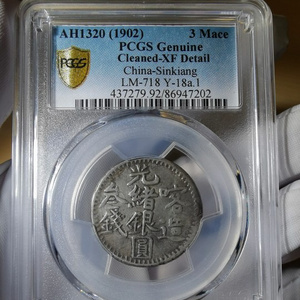 AH1320 (1902) 3 Mace
PCGS Genuine
Cleaned-XF Detail
China-Sinkiang
LM-718 Y-18a.1
437279.92/86947202
PCGS
喀什
光緒銀圓
叁錢